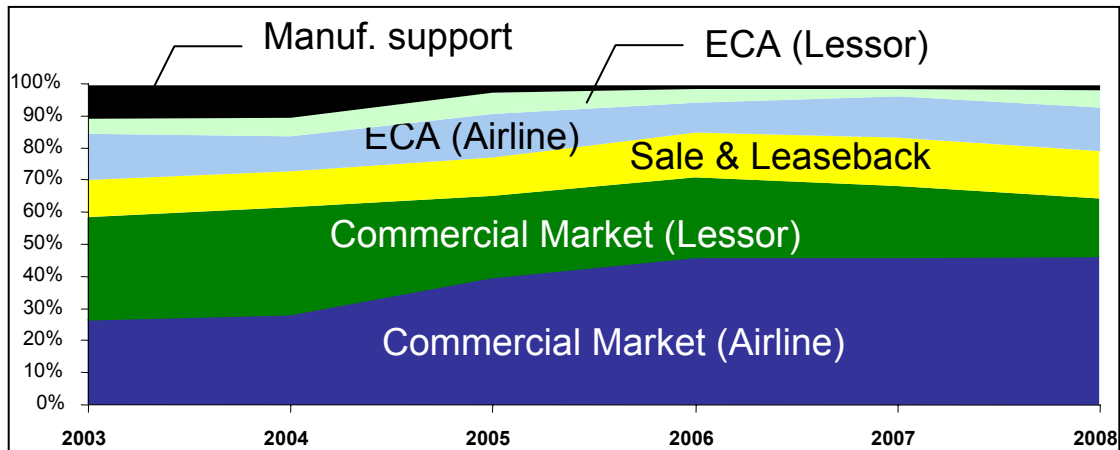 Manuf. support
ECA (Lessor)
100%
90%
80%
70%
60%
50%
40%
30%
20%
10%
0%
ECA (Airline)
Sale & Leaseback
Commercial Market (Lessor)
Commercial Market (Airline)
2003 2004 2005 2006 2007 2008